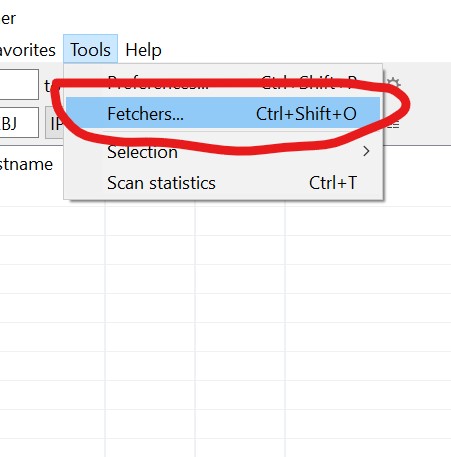 er
avorites Tools Help
t
Preferences... Ctrl+Shift+P
Fetchers... Ctrl+Shift+O
BJ IP
Selection
stname
Scan statistics Ctrl+T